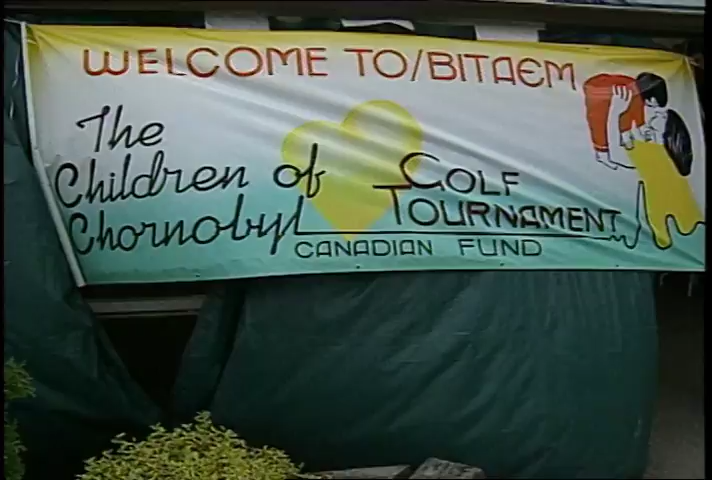 WELCOME TO/BITAEM
The
Children of
Chornobyl
GOLF
TOURNAMENT
CANADIAN FUND